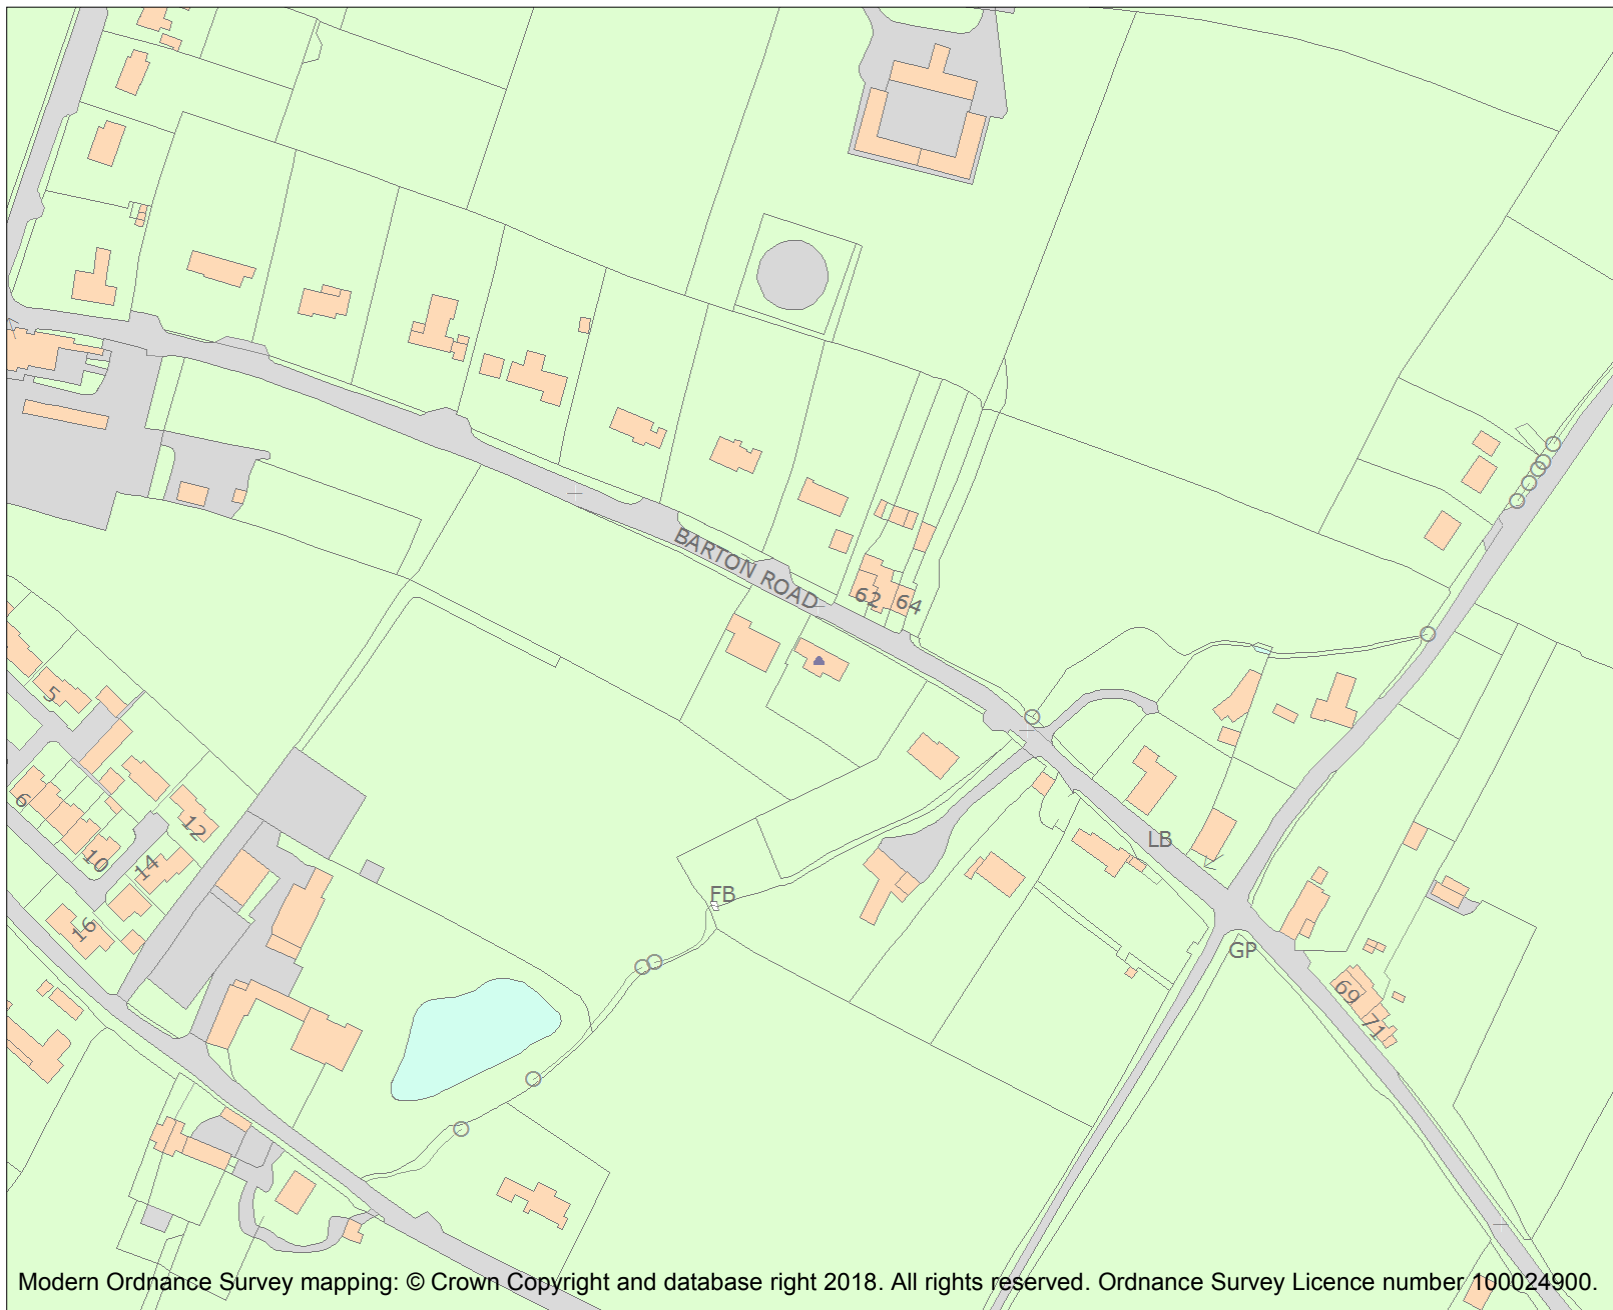 BARTON ROAD
62
64
5
6
12
10
14
16
LB
FB
GP
69
71
Modern Ordnance Survey mapping: © Crown Copyright and database right 2018. All rights reserved. Ordnance Survey Licence number 100024900.